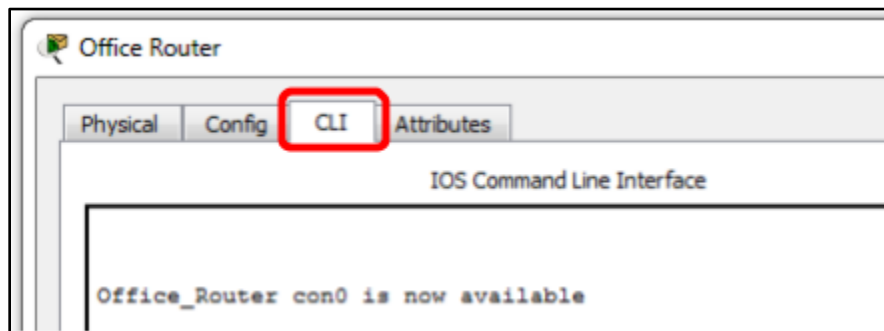 Office Router
Physical Config CLI Attributes
IOS Command Line Interface
Office_Router con0 is now available